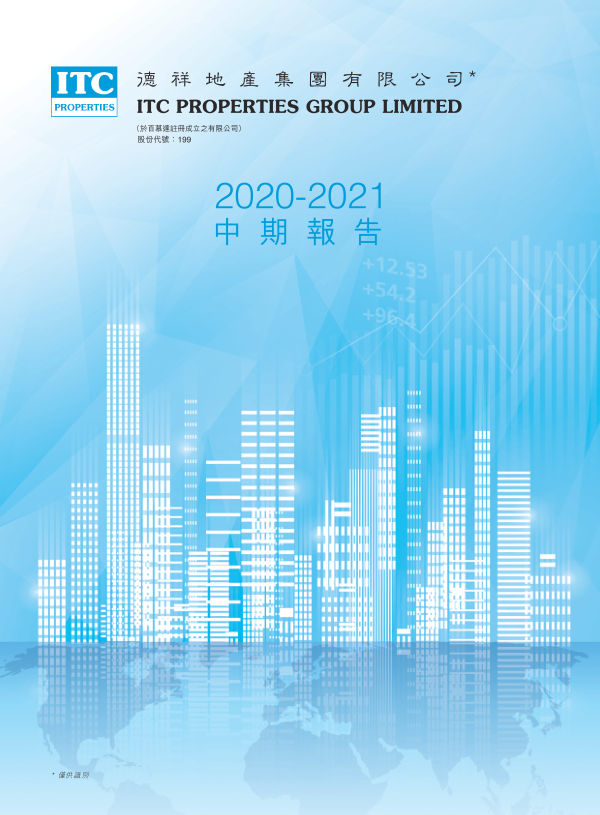 ITC
PROPERTIES
德祥地產集團有限公司*
ITC PROPERTIES GROUP LIMITED
(於百慕達註冊成立之有限公司)
股份代號：199
2020-2021
中期報告
+12.53
+54.2
+96.4
* 僅供識別